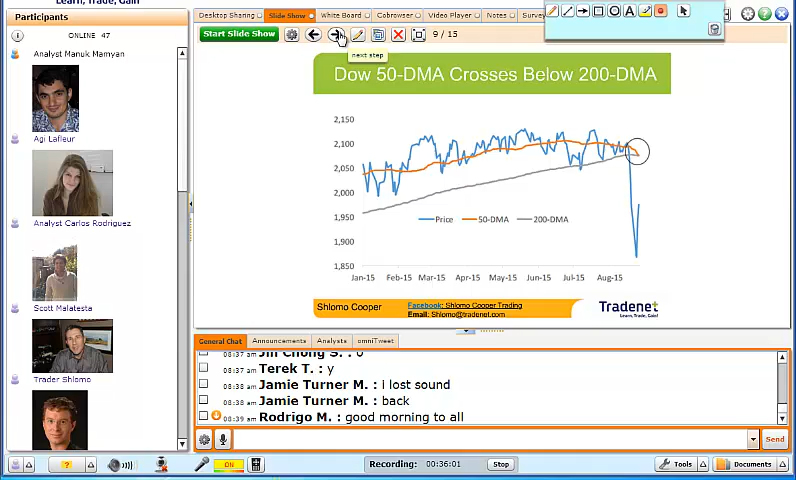 Learn, Trade, Gain!
Participants
ONLINE 47
Analyst Manuk Mamyan
Agi Lafleur
Analyst Carlos Rodriguez
Scott Malatesta
Trader Shlomo
Desktop Sharing
Slide Show
White Board
Cobrowser
Video Player
Notes
Survey
A
Start Slide Show
9 / 15
next step
Dow 50-DMA Crosses Below 200-DMA
2,150
2,100
2,050
2,000
1,950
1,900
1,850
Price 50-DMA 200-DMA
Jan-15 Feb-15 Mar-15 Apr-15 May-15 Jun-15 Jul-15 Aug-15
Shlomo Cooper
Facebook: Shlomo Cooper Trading
Email: Shlomo@tradenet.com
Tradenet
Learn, Trade, Gain!
General Chat
Announcements
Analysts
omniTweet
08:37 am Jin Chong S. : 0
08:37 am Terek T. : y
08:38 am Jamie Turner M. : i lost sound
08:38 am Jamie Turner M. : back
08:39 am Rodrigo M. : good morning to all
Send
?
ON
Recording: 00:36:01
Stop
Tools
Documents